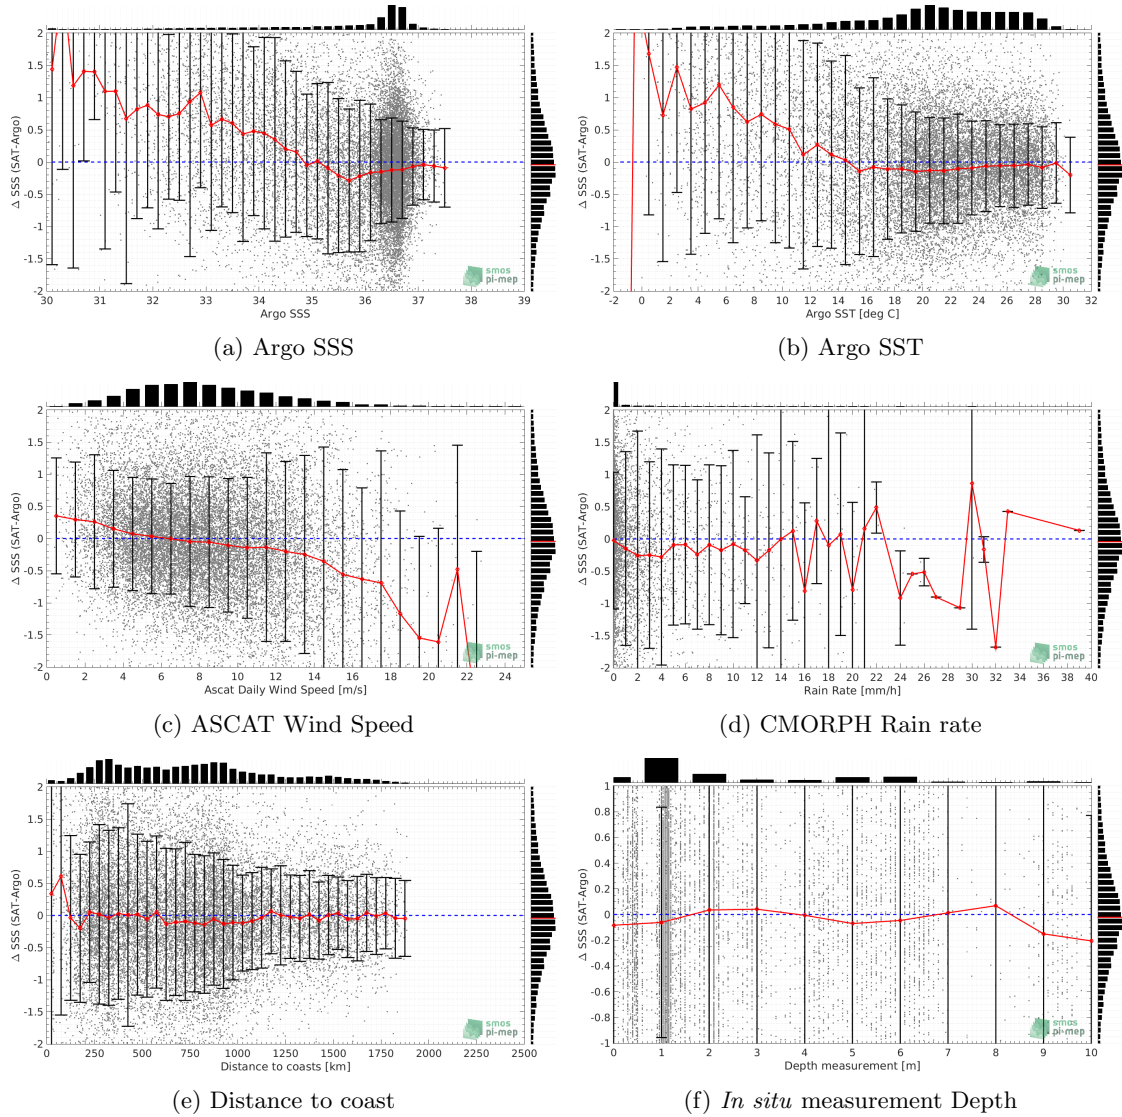 2
1.5
1
0.5
0
-0.5
-1
-1.5
-2
Δ SSS (SAT-Argo)
30 31 32 33 34 35 36 37 38 39
Argo SSS
smos
pi-mep
(a) Argo SSS
2
1.5
1
0.5
0
-0.5
-1
-1.5
-2
Δ SSS (SAT-Argo)
-2 0 2 4 6 8 10 12 14 16 18 20 22 24 26 28 30 32
Argo SST [deg C]
smos
pi-mep
(b) Argo SST
2
1.5
1
0.5
0
-0.5
-1
-1.5
-2
Δ SSS (SAT-Argo)
0 2 4 6 8 10 12 14 16 18 20 22 24
Ascat Daily Wind Speed [m/s]
smos
pi-mep
(c) ASCAT Wind Speed
2
1.5
1
0.5
0
-0.5
-1
-1.5
-2
Δ SSS (SAT-Argo)
0 2 4 6 8 10 12 14 16 18 20 22 24 26 28 30 32 34 36 38 40
Rain Rate [mm/h]
smos
pi-mep
(d) CMORPH Rain rate
2
1.5
1
0.5
0
-0.5
-1
-1.5
-2
Δ SSS (SAT-Argo)
0 250 500 750 1000 1250 1500 1750 2000 2250 2500
Distance to coasts [km]
smos
pi-mep
(e) Distance to coast
1
0.8
0.6
0.4
0.2
0
-0.2
-0.4
-0.6
-0.8
-1
Δ SSS (SAT-Argo)
0 1 2 3 4 5 6 7 8 9 10
Depth measurement [m]
smos
pi-mep
(f) In situ measurement Depth